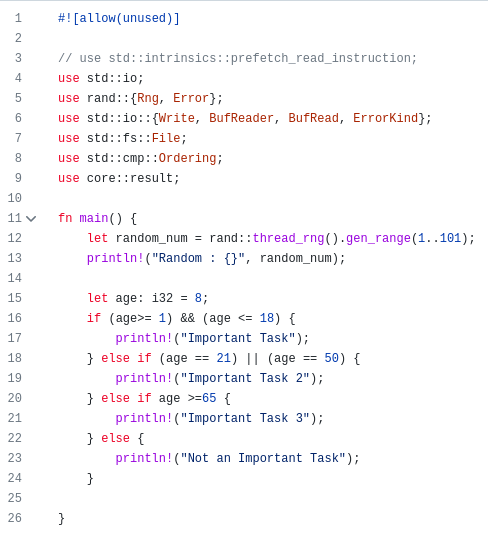 1 #![allow(unused)]
2
3 // use std::intrinsics::prefetch_read_instruction;
4 use std::io;
5 use rand::{Rng, Error};
6 use std::io::{Write, BufReader, BufRead, ErrorKind};
7 use std::fs::File;
8 use std::cmp::Ordering;
9 use core::result;
10
11 fn main() {
12     let random_num = rand::thread_rng().gen_range(1..101);
13     println!("Random : {}", random_num);
14
15     let age: i32 = 8;
16     if (age>= 1) && (age <= 18) {
17         println!("Important Task");
18     } else if (age == 21) || (age == 50) {
19         println!("Important Task 2");
20     } else if age >=65 {
21         println!("Important Task 3");
22     } else {
23         println!("Not an Important Task");
24     }
25
26 }